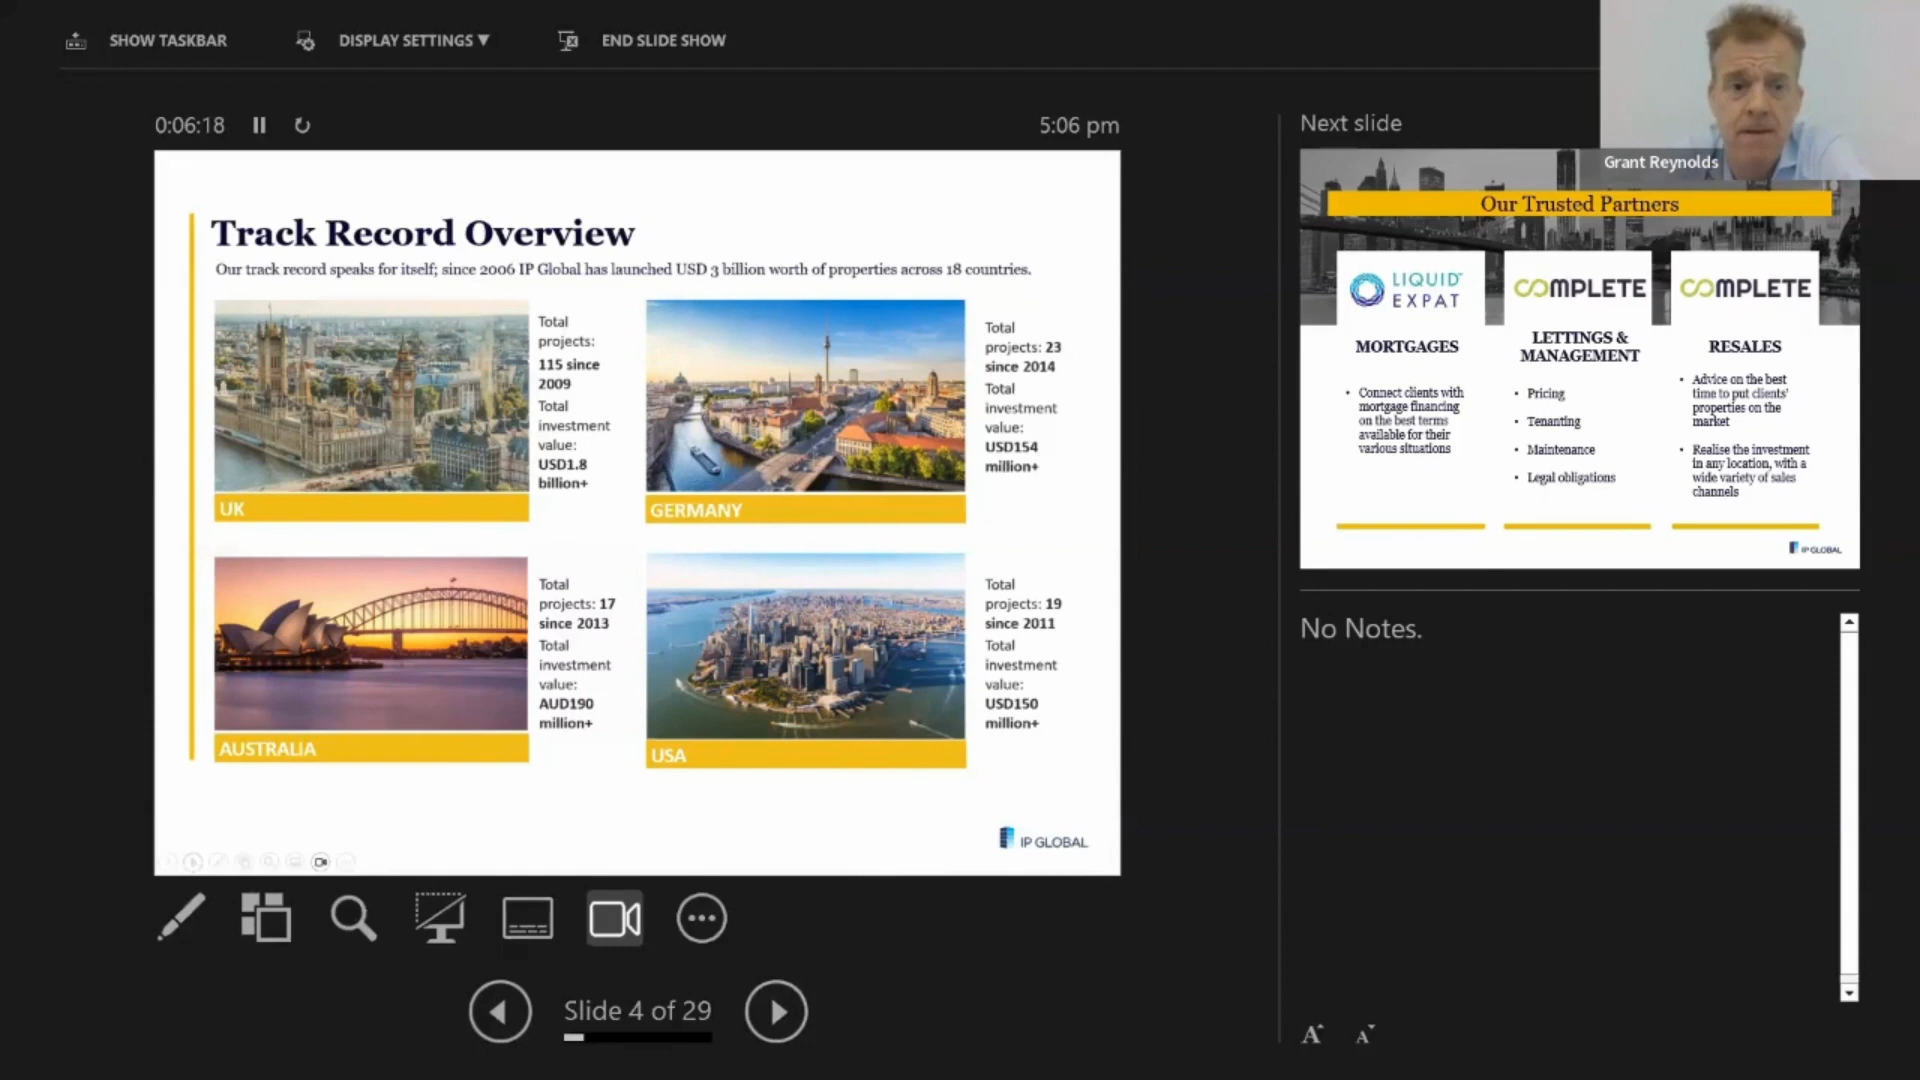 SHOW TASKBAR
DISPLAY SETTINGS ▼
END SLIDE SHOW
0:06:18
5:06 pm
Track Record Overview
Our track record speaks for itself; since 2006 IP Global has launched USD 3 billion worth of properties across 18 countries.
Total
projects:
115 since
2009
Total
investment
value:
USD1.8
billion+
UK
Total
projects: 23
since 2014
Total
investment
value:
USD154
million+
GERMANY
Total
projects: 17
since 2013
Total
investment
value:
AUD190
million+
AUSTRALIA
Total
projects: 19
since 2011
Total
investment
value:
USD150
million+
USA
IP GLOBAL
Slide 4 of 29
Next slide
Grant Reynolds
Our Trusted Partners
LIQUID
EXPAT
MORTGAGES
• Connect clients with
mortgage financing
on the best terms
available for their
various situations
COMPLETE
LETTINGS &
MANAGEMENT
• Pricing
• Tenanting
• Maintenance
• Legal obligations
COMPLETE
RESALES
• Advice on the best
time to put clients'
properties on the
market
• Realise the investment
in any location, with a
wide variety of sales
channels
IP GLOBAL
No Notes.
A A